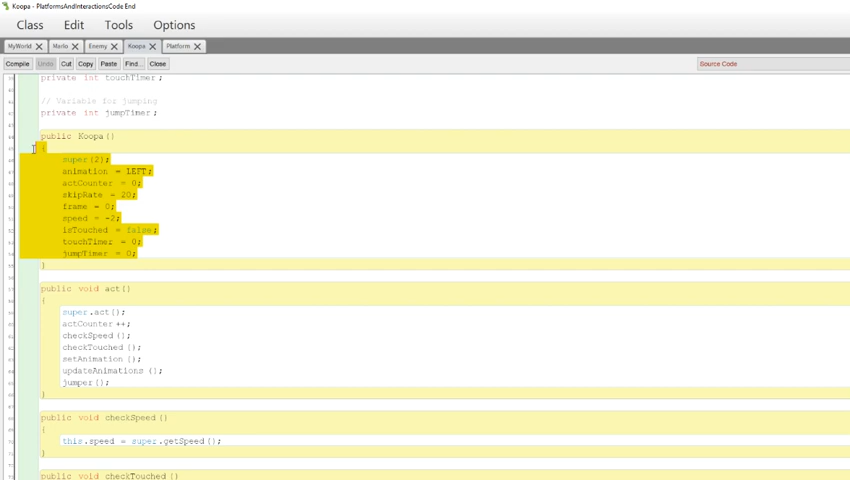 Koopa - PlatformsAndInteractionsCode End
Class Edit Tools Options
MyWorld Mario Enemy Koopa Platform
Compile Undo Cut Copy Paste Find... Close Source Code
private int touchTimer;
// Variable for jumping
private int jumpTimer;
public Koopa()
{
super(2);
animation = LEFT;
actCounter = 0;
skipRate = 20;
frame = 0;
speed = -2;
isTouched = false;
touchTimer = 0;
jumpTimer = 0;
}
public void act()
{
super.act();
actCounter++;
checkSpeed();
checkTouched();
setAnimation();
updateAnimations();
jumper();
}
public void checkSpeed()
{
this.speed = super.getSpeed();
}
public void checkTouched()